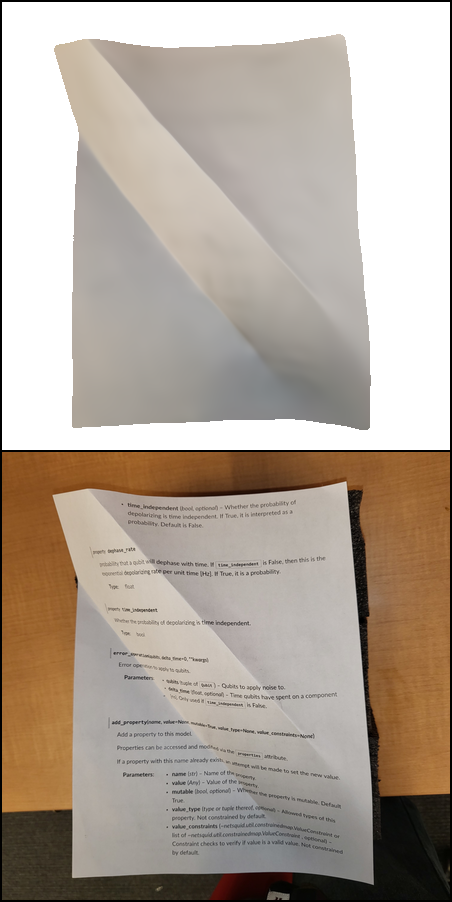 • time_independent (bool, optional) – Whether the probability of
depolarizing is time independent. If True, it is interpreted as a
probability. Default is False.
property dephase_rate
probability that a qubit will dephase with time. If time_independent is False, then this is the
exponential depolarizing rate per unit time [Hz]. If True, it is a probability.
Type: float
property time_independent
Whether the probability of depolarizing is time independent.
Type: bool
error_operation(qubits, delta_time=0, **kwargs)
Error operation to apply to qubits.
Parameters: • qubits (tuple of Qubit) – Qubits to apply noise to.
• delta_time (float, optional) – Time qubits have spent on a component
[ns]. Only used if time_independent is False.
add_property(name, value=None, mutable=True, value_type=None, value_constraints=None)
Add a property to this model.
Properties can be accessed and modified via the properties attribute.
If a property with this name already exists, an attempt will be made to set the new value.
Parameters: • name (str) – Name of the property.
• value (Any) – Value of the property.
• mutable (bool, optional) – Whether the property is mutable. Default
True.
• value_type (type or tuple thereof, optional) – Allowed types of this
property. Not constrained by default.
• value_constraints (~netsquid.util.constrainedmap.ValueConstraint or
list of ~netsquid.util.constrainedmap.ValueConstraint , optional) –
Constraint checks to verify if value is a valid value. Not constrained
by default.